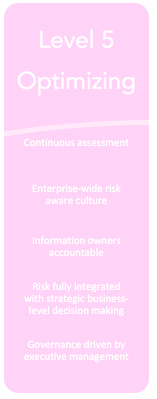 Level 5
Optimizing
Continuous assessment
Enterprise-wide risk
aware culture
Information owners
accountable
Risk fully integrated
with strategic business-
level decision making
Governance driven by
executive management